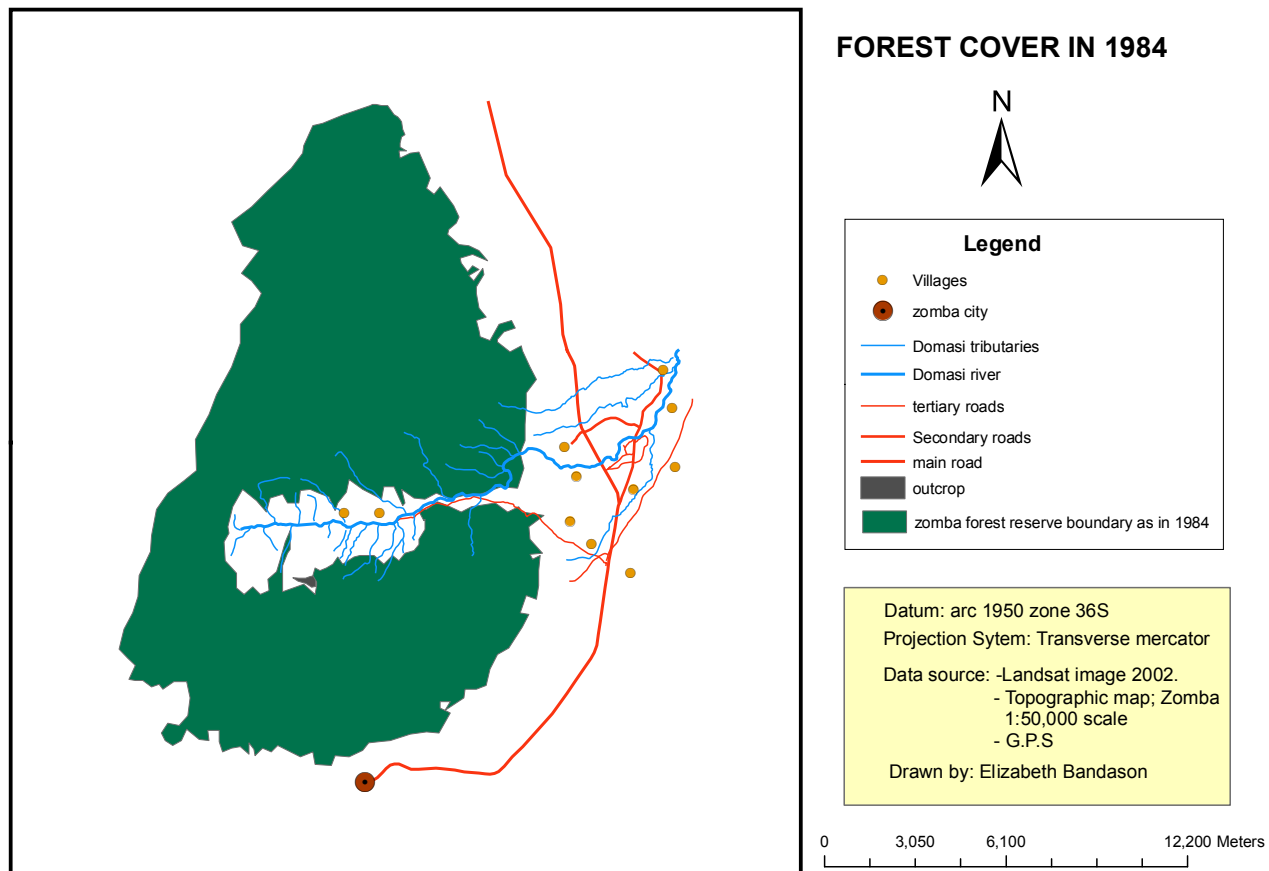 FOREST COVER IN 1984
N
Legend
Villages
zomba city
Domasi tributaries
Domasi river
tertiary roads
Secondary roads
main road
outcrop
zomba forest reserve boundary as in 1984
Datum: arc 1950 zone 36S
Projection Sytem: Transverse mercator
Data source: -Landsat image 2002.
- Topographic map; Zomba
1:50,000 scale
- G.P.S
Drawn by: Elizabeth Bandason
0 3,050 6,100 12,200 Meters